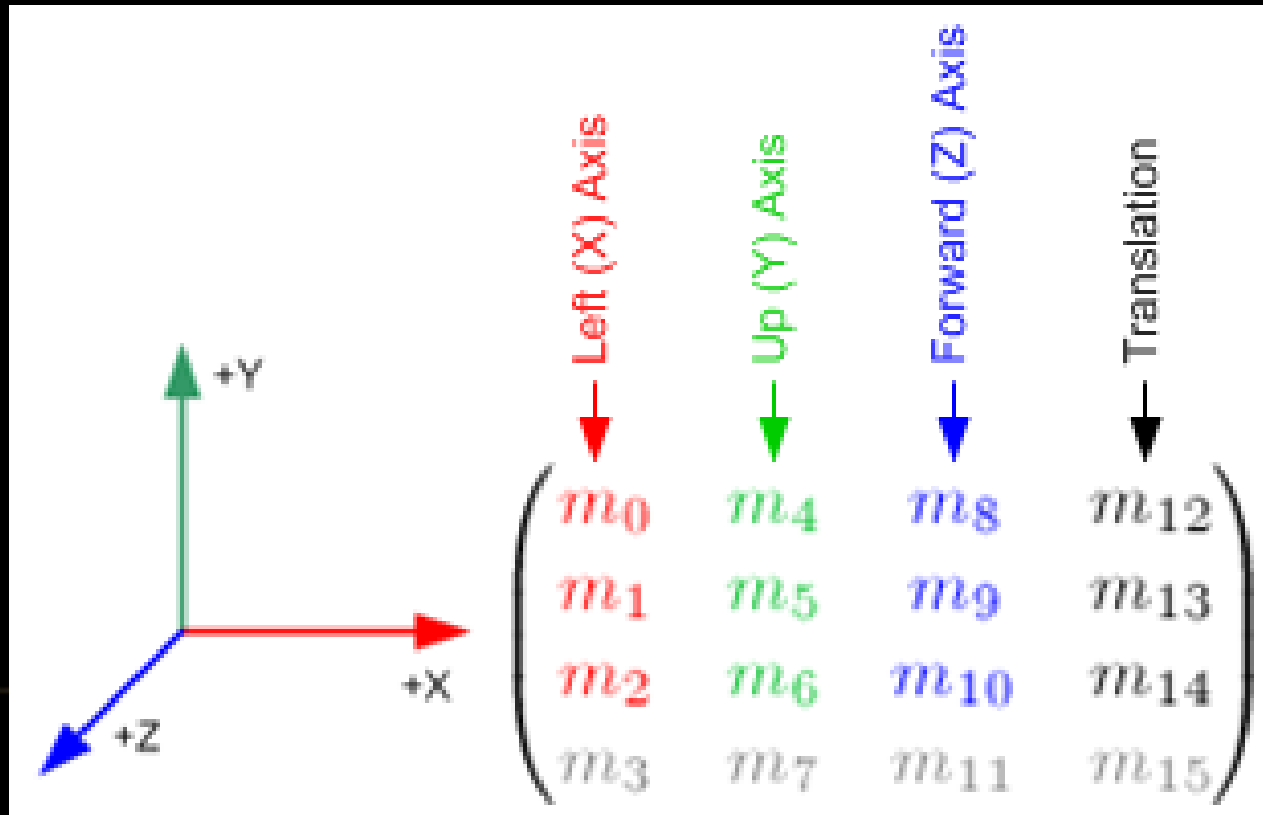 Left (X) Axis
Up (Y) Axis
Forward (Z) Axis
Translation
+Y
+X
+Z
m0 m4 m8 m12
m1 m5 m9 m13
m2 m6 m10 m14
m3 m7 m11 m15